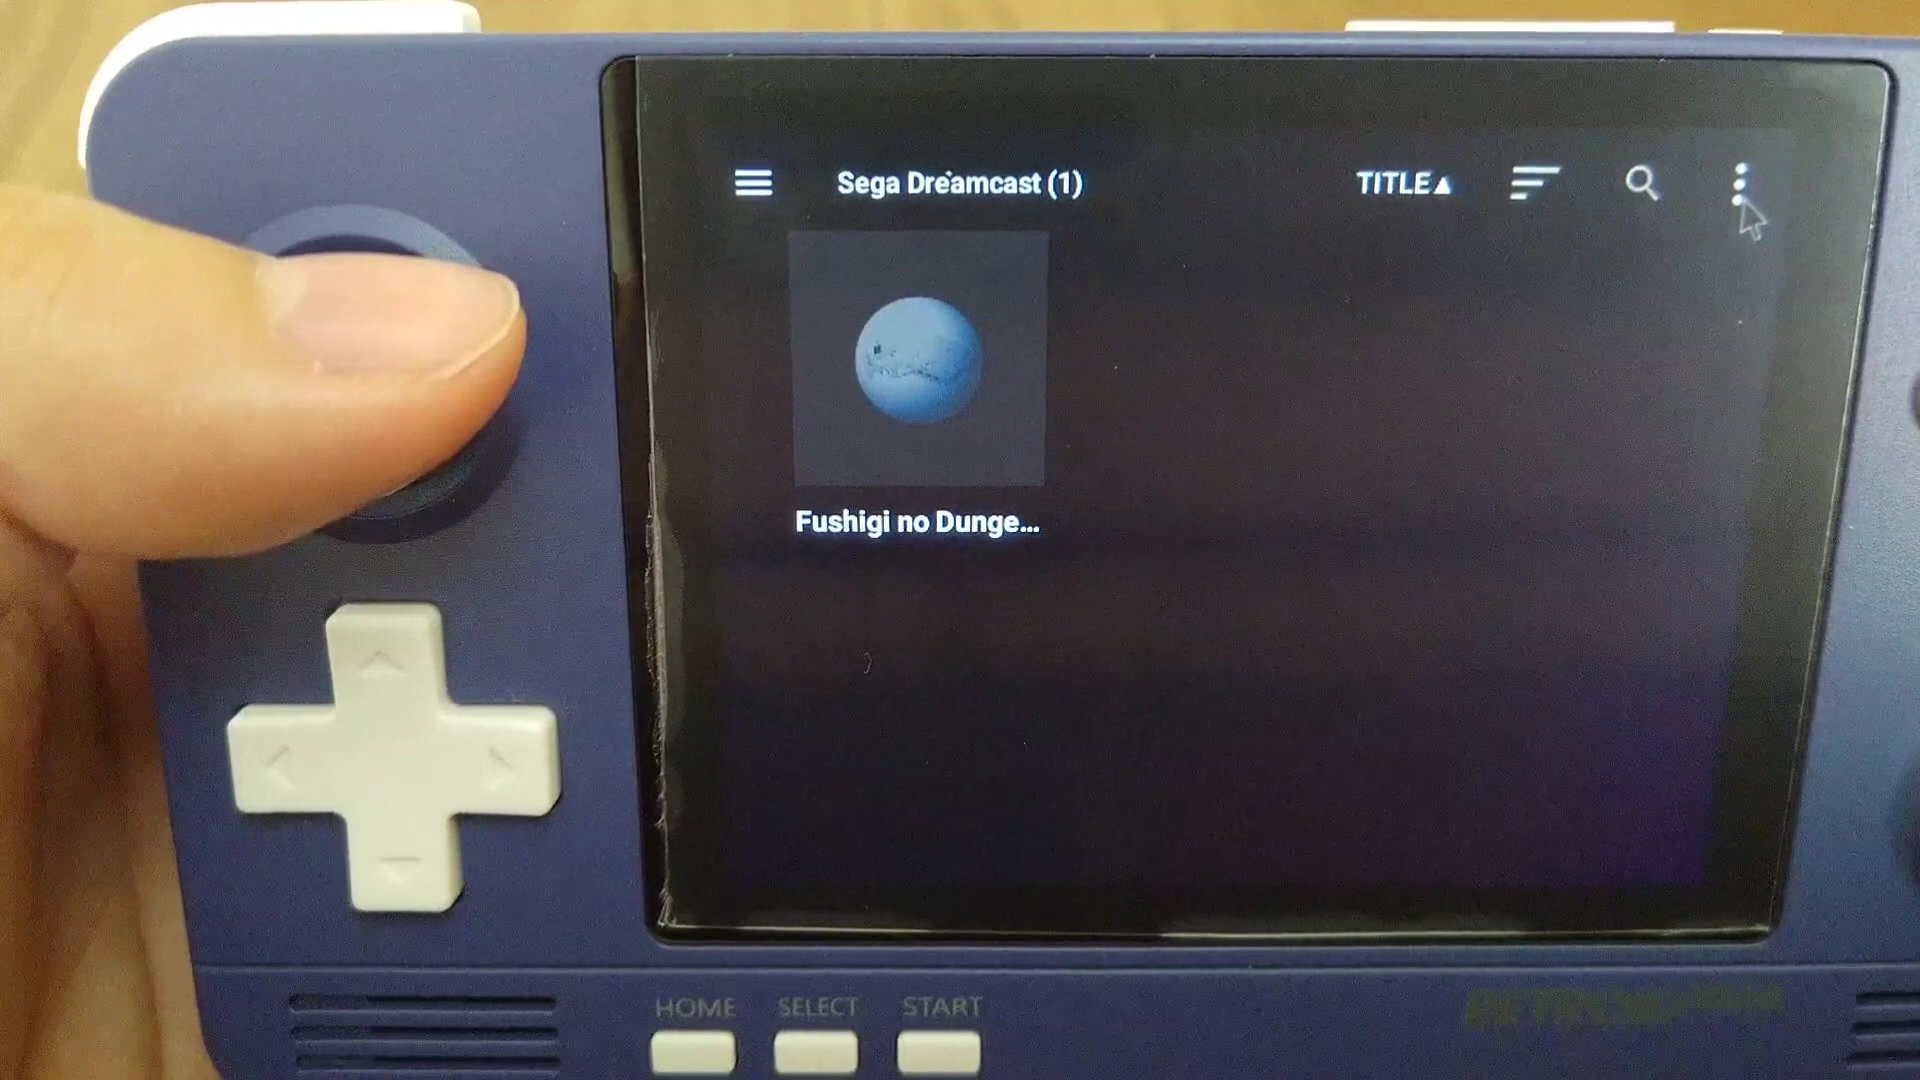 Sega Dreamcast (1)
TITLE▲
Fushigi no Dunge...
HOME SELECT START